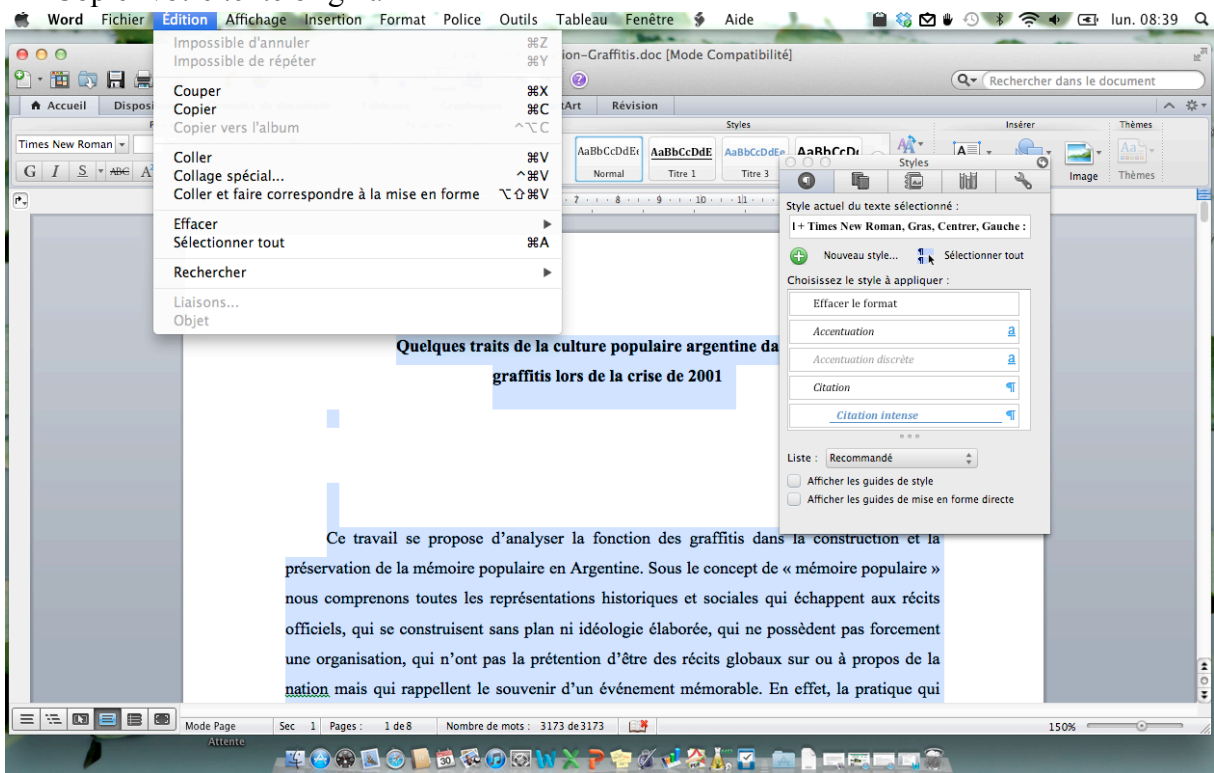 Word Fichier Édition Affichage Insertion Format Police Outils Tableau Fenêtre Aide lun. 08:39
ion-Graffitis.doc [Mode Compatibilité]
Rechercher dans le document
Accueil Disposi tArt Révision
Styles Insérer Thèmes
Times New Roman
AaBbCcDdE AaBbCcDdE AaBbCcDdE AaBbCcD
Normal Titre 1 Titre 3 Image Thèmes
G I S ABC A
Impossible d'annuler ⌘Z
Impossible de répéter ⌘Y
Couper ⌘X
Copier ⌘C
Copier vers l'album ^⌥C
Coller ⌘V
Collage spécial... ^⌘V
Coller et faire correspondre à la mise en forme ⌥⇧⌘V
Effacer
Sélectionner tout ⌘A
Rechercher
Liaisons...
Objet
7 8 9 10 11
Styles
Style actuel du texte sélectionné :
l + Times New Roman, Gras, Centrer, Gauche :
Nouveau style... Sélectionner tout
Choisissez le style à appliquer :
Effacer le format
Accentuation a
Accentuation discrète a
Citation ¶
Citation intense ¶
Liste : Recommandé
Afficher les guides de style
Afficher les guides de mise en forme directe
Quelques traits de la culture populaire argentine da
graffitis lors de la crise de 2001
Ce travail se propose d'analyser la fonction des graffitis dans la construction et la
préservation de la mémoire populaire en Argentine. Sous le concept de « mémoire populaire »
nous comprenons toutes les représentations historiques et sociales qui échappent aux récits
officiels, qui se construisent sans plan ni idéologie élaborée, qui ne possèdent pas forcement
une organisation, qui n'ont pas la prétention d'être des récits globaux sur ou à propos de la
nation mais qui rappellent le souvenir d'un événement mémorable. En effet, la pratique qui
Mode Page Sec 1 Pages : 1 de 8 Nombre de mots : 3173 de 3173 150%
Attente